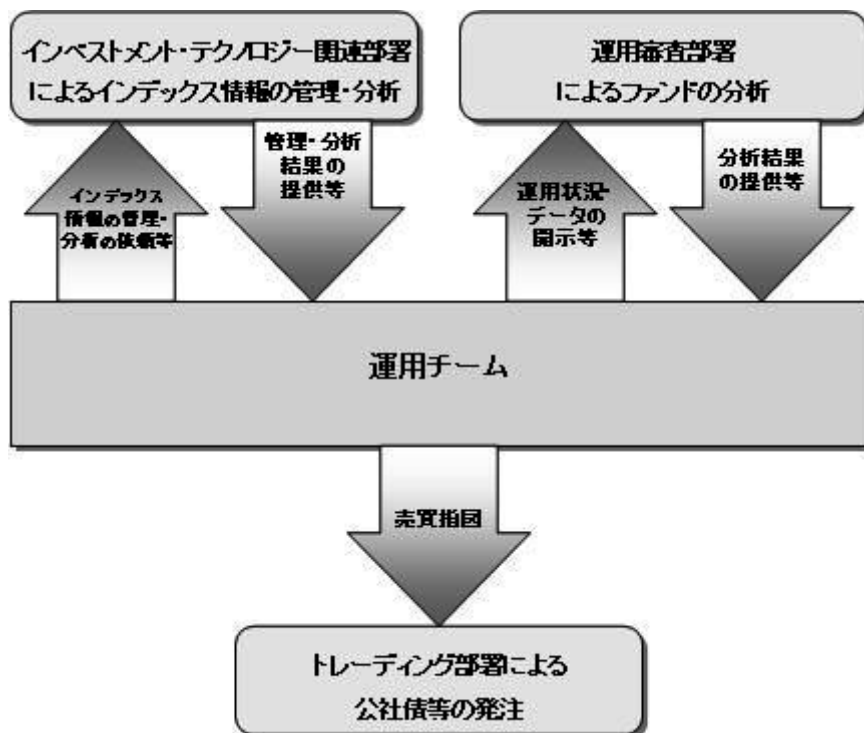 インベストメント・テクノロジー関連部署
によるインデックス情報の管理・分析
運用審査部署
によるファンドの分析
インデックス
情報の管理・
分析の依頼等
管理・分析
結果の
提供等
運用状況・
データの
開示等
分析結果
の提供等
運用チーム
売買指図
トレーディング部署による
公社債等の発注